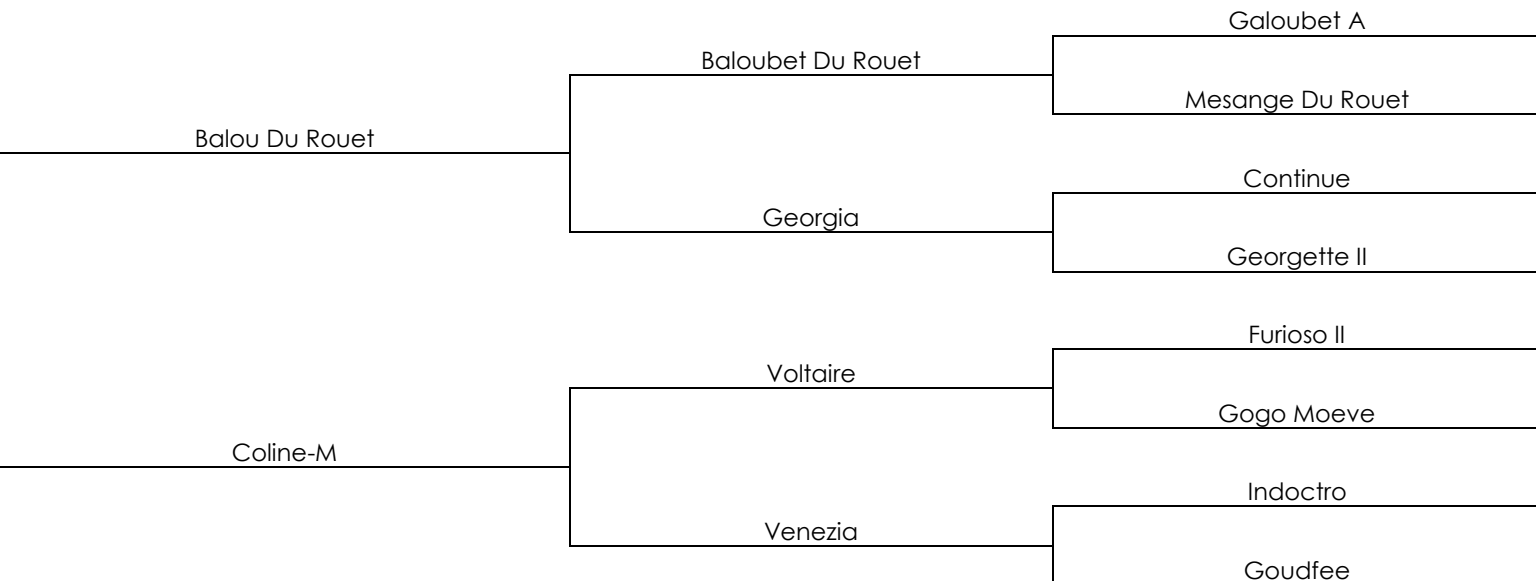 Galoubet A
Baloubet Du Rouet
Mesange Du Rouet
Balou Du Rouet
Continue
Georgia
Georgette II
Furioso II
Voltaire
Gogo Moeve
Coline-M
Indoctro
Venezia
Goudfee